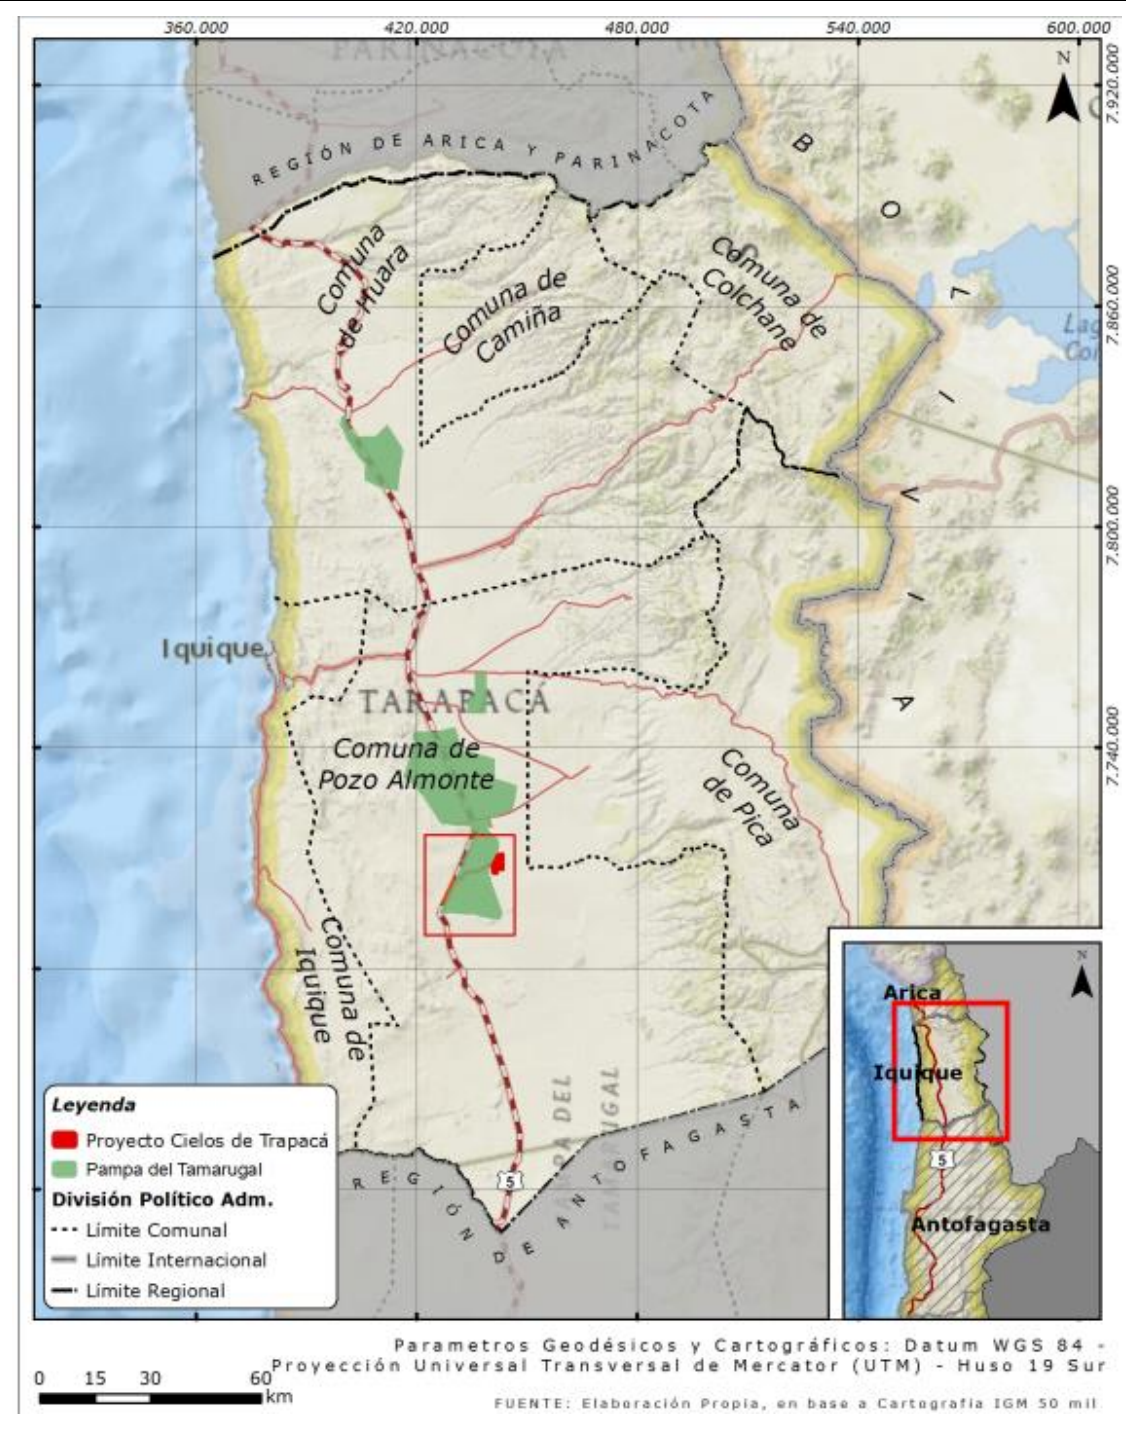 360.000 420.000 480.000 540.000 600.000
PARINACOTA
N
7.920.000
REGIÓN DE ARICA Y PARINACOTA
BOLIVIA
Comuna
de Huara
Comuna de
Camiña
Comuna de
Colchane
7.860.000
7.800.000
Iquique
TARAPACÁ
Comuna de
Pozo Almonte
7.740.000
Comuna
de Pica
Comuna de
Iquique
PAMPA DEL
TAMARUGAL
5
REGIÓN DE ANTOFAGASTA
Leyenda
Proyecto Cielos de Trapacá
Pampa del Tamarugal
División Político Adm.
Límite Comunal
Límite Internacional
Límite Regional
N
Arica
Iquique
5
Antofagasta
Parametros Geodésicos y Cartográficos: Datum WGS 84 -
Proyección Universal Transversal de Mercator (UTM) - Huso 19 Sur
0 15 30 60 km
FUENTE: Elaboración Propia, en base a Cartografia IGM 50 mil